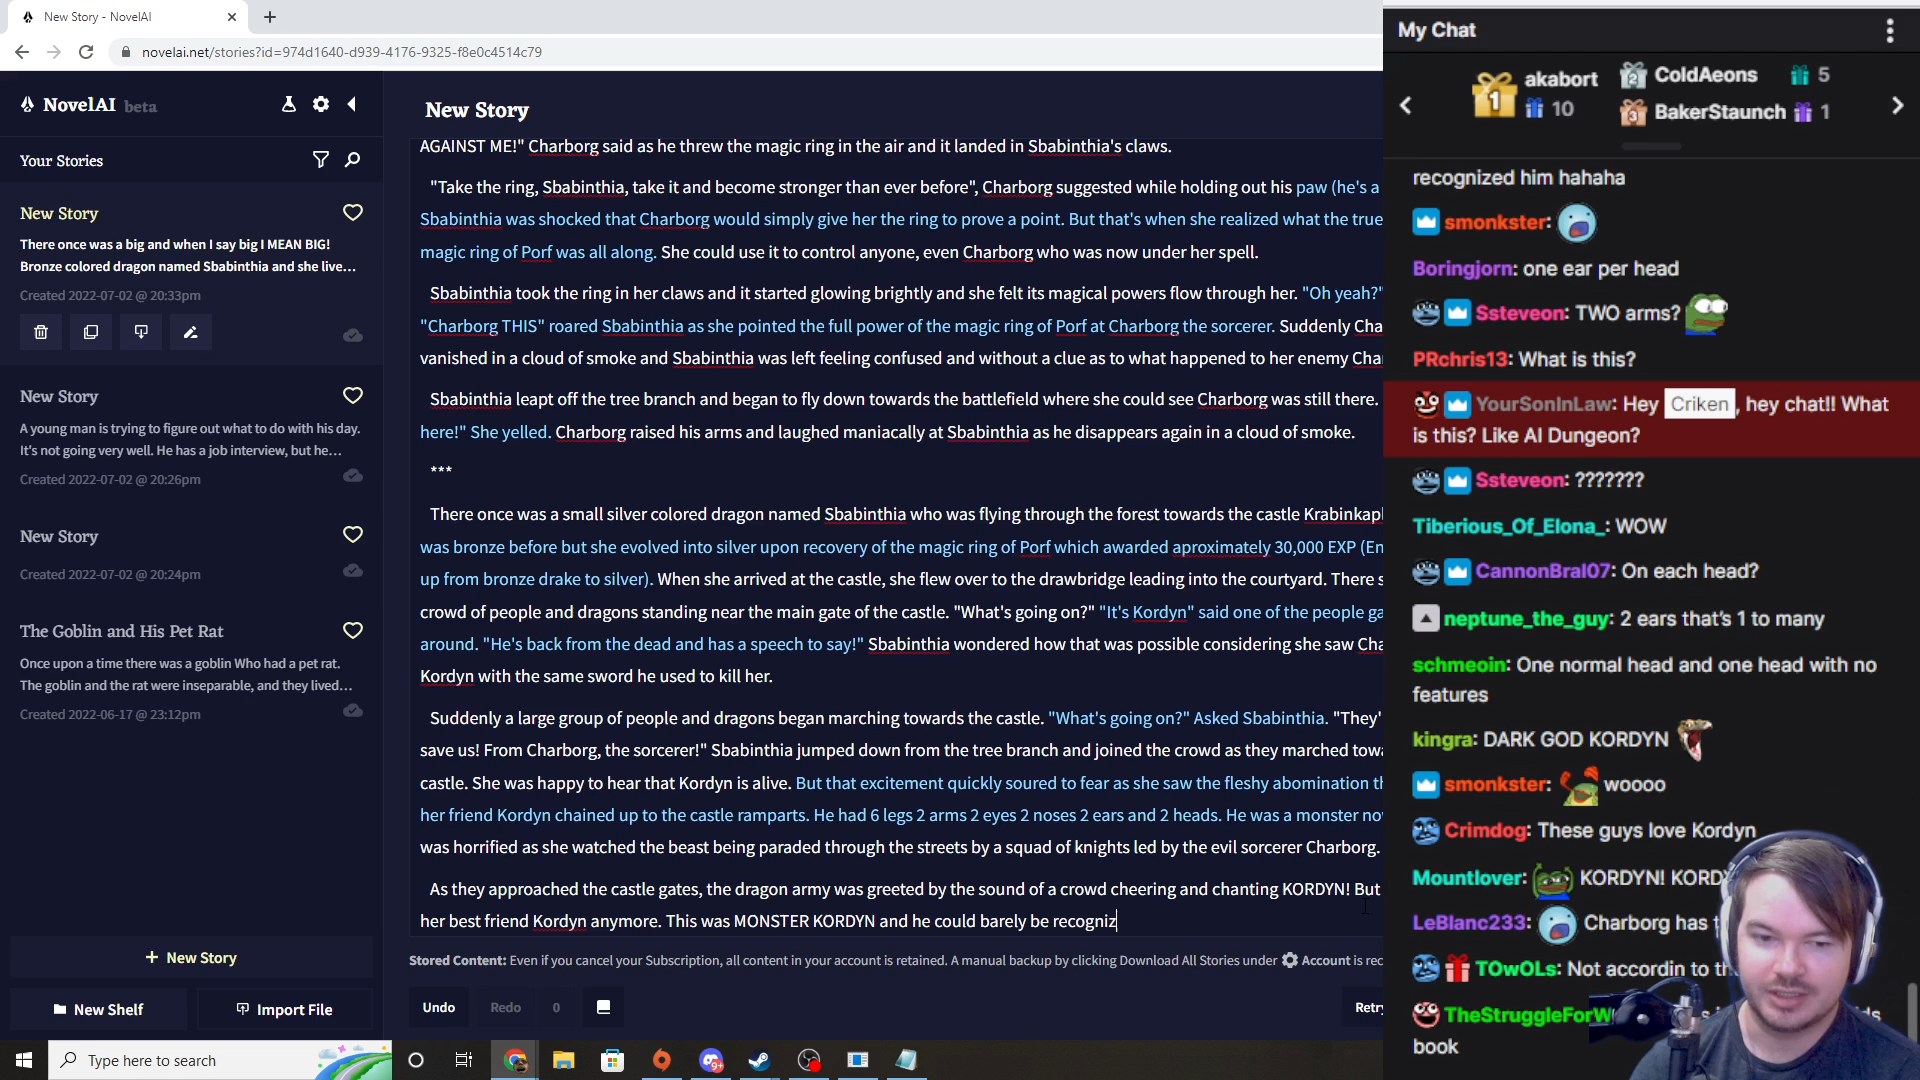 New Story - NovelAI
novelai.net/stories?id=974d1640-d939-4176-9325-f8e0c4514c79
NovelAI beta
Your Stories
New Story
There once was a big and when I say big I MEAN BIG!
Bronze colored dragon named Sbabinthia and she live...
Created 2022-07-02 @ 20:33pm
New Story
A young man is trying to figure out what to do with his day.
It's not going very well. He has a job interview, but he...
Created 2022-07-02 @ 20:26pm
New Story
Created 2022-07-02 @ 20:24pm
The Goblin and His Pet Rat
Once upon a time there was a goblin Who had a pet rat.
The goblin and the rat were inseparable, and they lived...
Created 2022-06-17 @ 23:12pm
+ New Story
New Shelf
Import File
New Story
AGAINST ME!" Charborg said as he threw the magic ring in the air and it landed in Sbabinthia's claws.
"Take the ring, Sbabinthia, take it and become stronger than ever before", Charborg suggested while holding out his paw (he's a
Sbabinthia was shocked that Charborg would simply give her the ring to prove a point. But that's when she realized what the true
magic ring of Porf was all along. She could use it to control anyone, even Charborg who was now under her spell.
Sbabinthia took the ring in her claws and it started glowing brightly and she felt its magical powers flow through her. "Oh yeah?"
"Charborg THIS" roared Sbabinthia as she pointed the full power of the magic ring of Porf at Charborg the sorcerer. Suddenly Cha
vanished in a cloud of smoke and Sbabinthia was left feeling confused and without a clue as to what happened to her enemy Char
Sbabinthia leapt off the tree branch and began to fly down towards the battlefield where she could see Charborg was still there.
here!" She yelled. Charborg raised his arms and laughed maniacally at Sbabinthia as he disappears again in a cloud of smoke.
***
There once was a small silver colored dragon named Sbabinthia who was flying through the forest towards the castle Krabinkapl
was bronze before but she evolved into silver upon recovery of the magic ring of Porf which awarded aproximately 30,000 EXP (En
up from bronze drake to silver). When she arrived at the castle, she flew over to the drawbridge leading into the courtyard. There s
crowd of people and dragons standing near the main gate of the castle. "What's going on?" "It's Kordyn" said one of the people ga
around. "He's back from the dead and has a speech to say!" Sbabinthia wondered how that was possible considering she saw Cha
Kordyn with the same sword he used to kill her.
Suddenly a large group of people and dragons began marching towards the castle. "What's going on?" Asked Sbabinthia. "They'
save us! From Charborg, the sorcerer!" Sbabinthia jumped down from the tree branch and joined the crowd as they marched towa
castle. She was happy to hear that Kordyn is alive. But that excitement quickly soured to fear as she saw the fleshy abomination th
her friend Kordyn chained up to the castle ramparts. He had 6 legs 2 arms 2 eyes 2 noses 2 ears and 2 heads. He was a monster no
was horrified as she watched the beast being paraded through the streets by a squad of knights led by the evil sorcerer Charborg.
As they approached the castle gates, the dragon army was greeted by the sound of a crowd cheering and chanting KORDYN! But
her best friend Kordyn anymore. This was MONSTER KORDYN and he could barely be recogniz
Stored Content: Even if you cancel your Subscription, all content in your account is retained. A manual backup by clicking Download All Stories under Account is rec
Undo
Redo
0
Retry
Type here to search
9+
My Chat
1 akabort 10
2 ColdAeons 5
3 BakerStaunch 1
recognized him hahaha
smonkster:
Boringjorn: one ear per head
Ssteveon: TWO arms?
PRchris13: What is this?
YourSonInLaw: Hey Criken, hey chat!! What
is this? Like AI Dungeon?
Ssteveon: ???????
Tiberious_Of_Elona_: WOW
CannonBral07: On each head?
neptune_the_guy: 2 ears that's 1 to many
schmeoin: One normal head and one head with no
features
kingra: DARK GOD KORDYN
smonkster: woooo
Crimdog: These guys love Kordyn
Mountlover: KORDYN! KORD
LeBlanc233: Charborg has
TOwOLs: Not accordin to th
TheStruggleForW
book